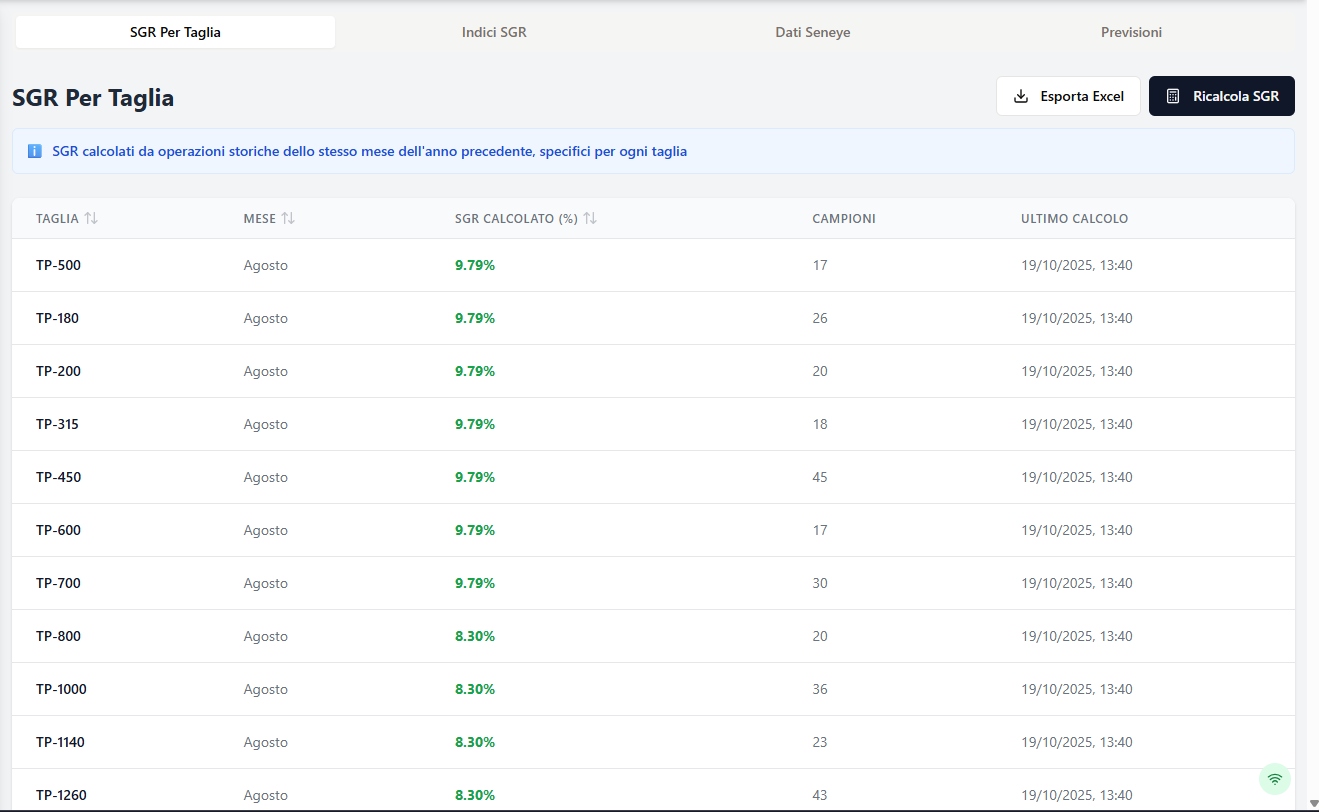 SGR Per Taglia Indici SGR Dati Seneye Previsioni
SGR Per Taglia Esporta Excel Ricalcola SGR
SGR calcolati da operazioni storiche dello stesso mese dell'anno precedente, specifici per ogni taglia
TAGLIA MESE SGR CALCOLATO (%) CAMPIONI ULTIMO CALCOLO
TP-500 Agosto 9.79% 17 19/10/2025, 13:40
TP-180 Agosto 9.79% 26 19/10/2025, 13:40
TP-200 Agosto 9.79% 20 19/10/2025, 13:40
TP-315 Agosto 9.79% 18 19/10/2025, 13:40
TP-450 Agosto 9.79% 45 19/10/2025, 13:40
TP-600 Agosto 9.79% 17 19/10/2025, 13:40
TP-700 Agosto 9.79% 30 19/10/2025, 13:40
TP-800 Agosto 8.30% 20 19/10/2025, 13:40
TP-1000 Agosto 8.30% 36 19/10/2025, 13:40
TP-1140 Agosto 8.30% 23 19/10/2025, 13:40
TP-1260 Agosto 8.30% 43 19/10/2025, 13:40